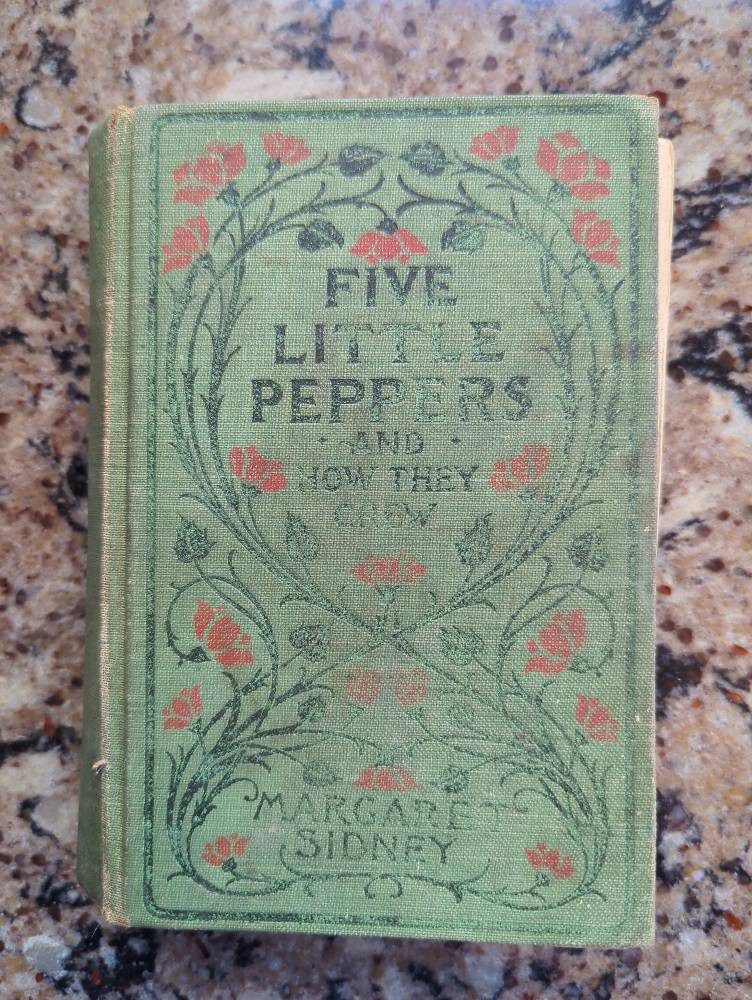 FIVE
LITTLE
PEPPERS
· AND ·
HOW THEY
GREW
MARGARET
SIDNEY